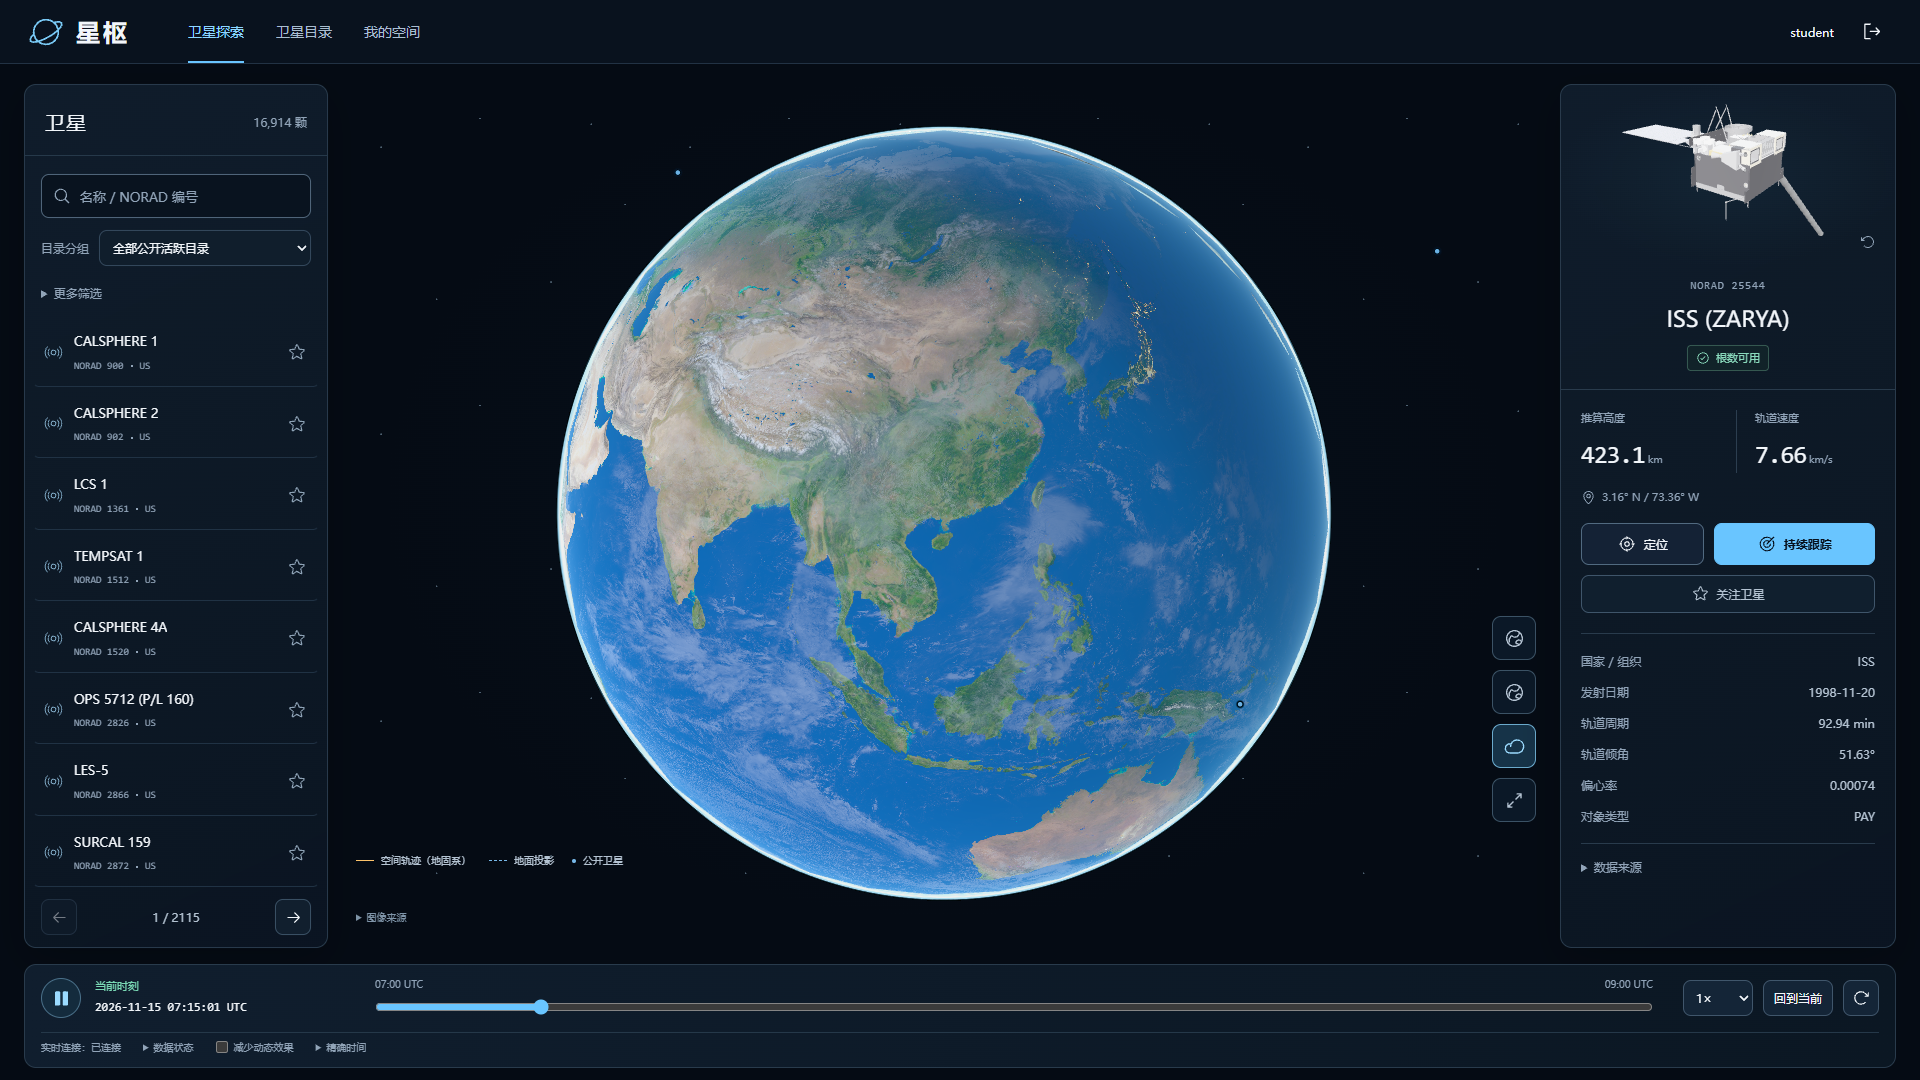 星枢
卫星探索 卫星目录 我的空间
student
卫星 16,914 颗
名称 / NORAD 编号
目录分组 全部公开活跃目录
更多筛选
CALSPHERE 1
NORAD 900 • US
CALSPHERE 2
NORAD 902 • US
LCS 1
NORAD 1361 • US
TEMPSAT 1
NORAD 1512 • US
CALSPHERE 4A
NORAD 1520 • US
OPS 5712 (P/L 160)
NORAD 2826 • US
LES-5
NORAD 2866 • US
SURCAL 159
NORAD 2872 • US
1 / 2115
空间轨迹（地固系） 地面投影 公开卫星
图像来源
NORAD 25544
ISS (ZARYA)
根数可用
推算高度 轨道速度
423.1 km 7.66 km/s
3.16° N / 73.36° W
定位 持续跟踪
关注卫星
国家 / 组织 ISS
发射日期 1998-11-20
轨道周期 92.94 min
轨道倾角 51.63°
偏心率 0.00074
对象类型 PAY
数据来源
当前时刻
2026-11-15 07:15:01 UTC
07:00 UTC 09:00 UTC
1x 回到当前
实时连接: 已连接 数据状态 减少动态效果 精确时间